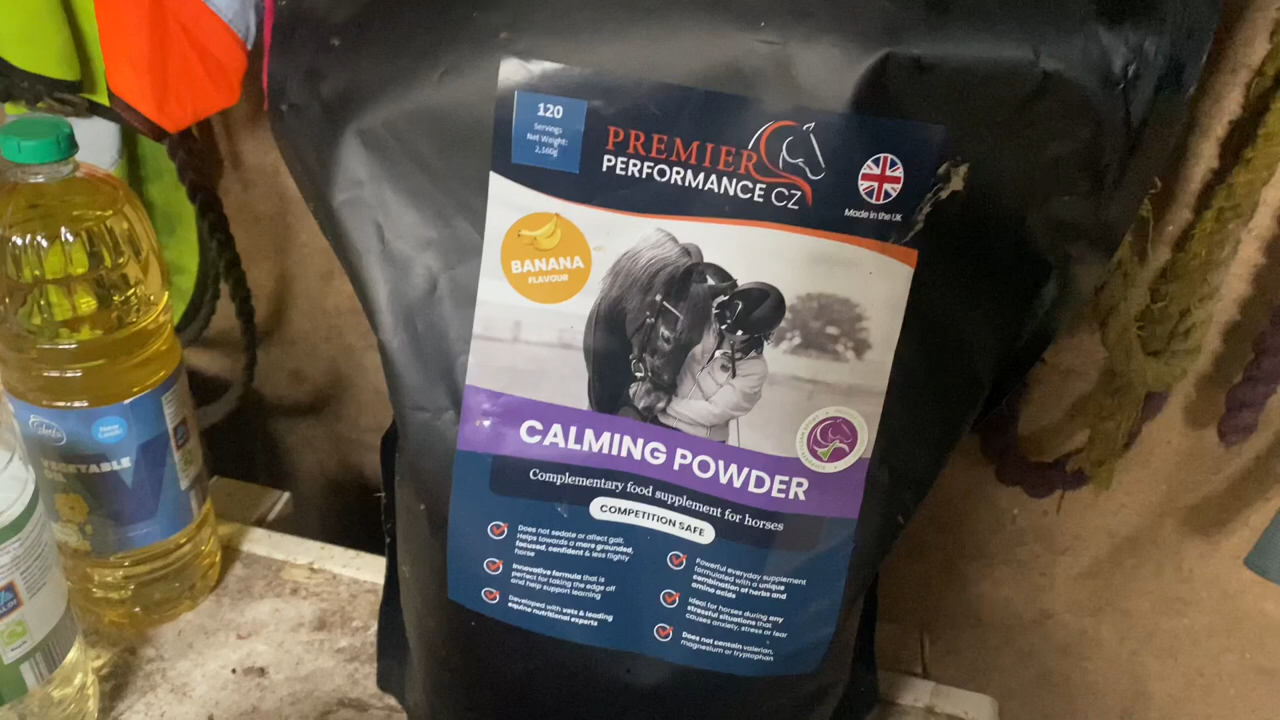 120
Servings
Net Weight:
2,160g
PREMIER
PERFORMANCE CZ
Made in the UK
BANANA
FLAVOUR
CALMING POWDER
Complementary food supplement for horses
COMPETITION SAFE
Does not sedate or affect gait.
Helps towards a more grounded,
focused, confident & less flighty
horse
Innovative formula that is
perfect for taking the edge off
and help support learning
Developed with vets & leading
equine nutritional experts
Powerful everyday supplement
formulated with a unique
combination of herbs and
amino acids
Ideal for horses during any
stressful situations that
causes anxiety, stress or fear
Does not contain valerian,
magnesium or tryptophan
New
Look!
VEGETABLE